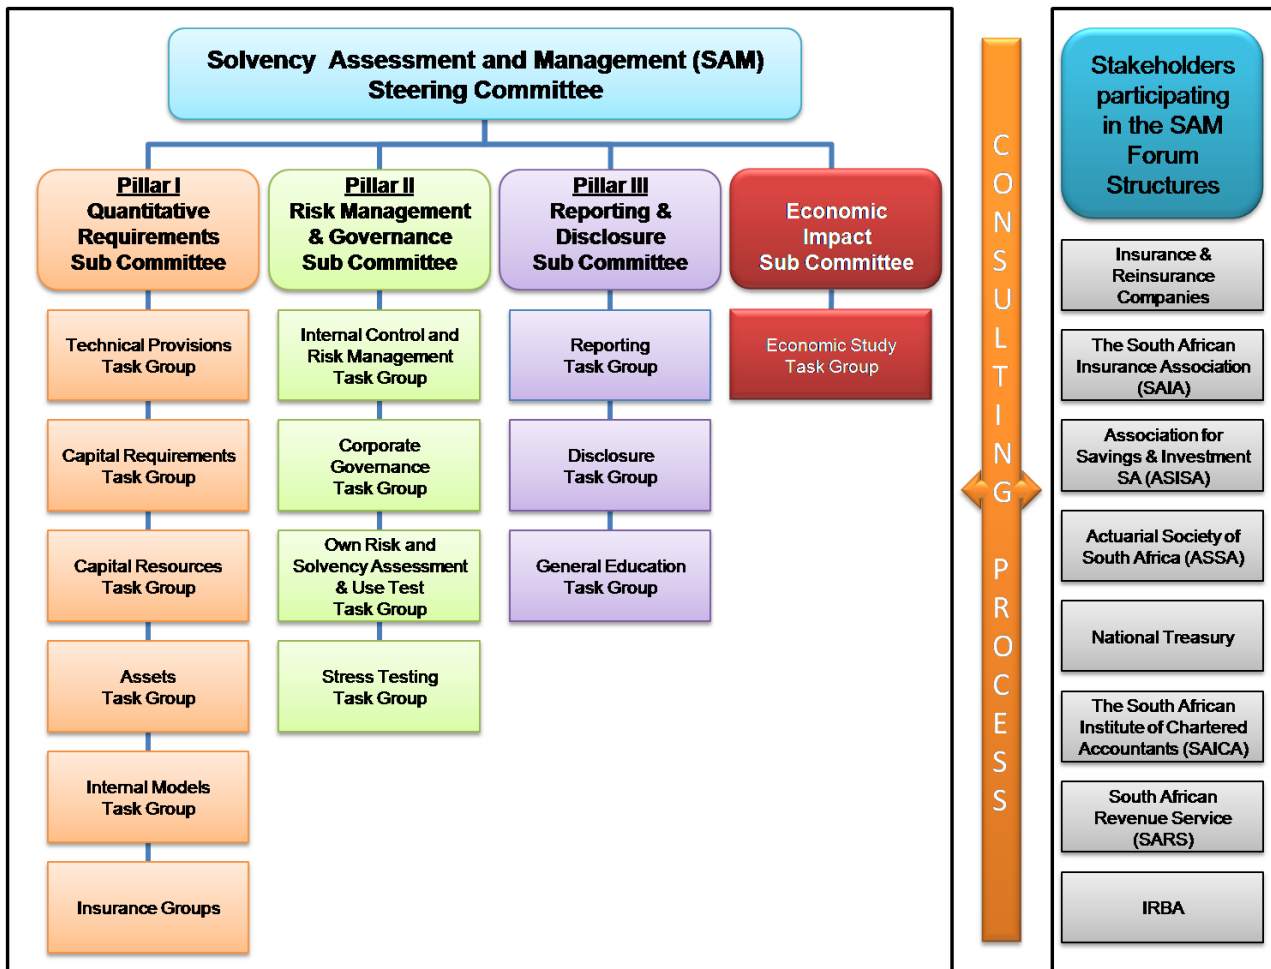 Solvency Assessment and Management (SAM)
Steering Committee
Pillar I
Quantitative
Requirements
Sub Committee
Technical Provisions
Task Group
Capital Requirements
Task Group
Capital Resources
Task Group
Assets
Task Group
Internal Models
Task Group
Insurance Groups
Pillar II
Risk Management
& Governance
Sub Committee
Internal Control and
Risk Management
Task Group
Corporate
Governance
Task Group
Own Risk and
Solvency Assessment
& Use Test
Task Group
Stress Testing
Task Group
Pillar III
Reporting &
Disclosure
Sub Committee
Reporting
Task Group
Disclosure
Task Group
General Education
Task Group
Economic
Impact
Sub Committee
Economic Study
Task Group
CONSULTING PROCESS
Stakeholders
participating
in the SAM
Forum
Structures
Insurance &
Reinsurance
Companies
The South African
Insurance Association
(SAIA)
Association for
Savings & Investment
SA (ASISA)
Actuarial Society of
South Africa (ASSA)
National Treasury
The South African
Institute of Chartered
Accountants (SAICA)
South African
Revenue Service
(SARS)
IRBA